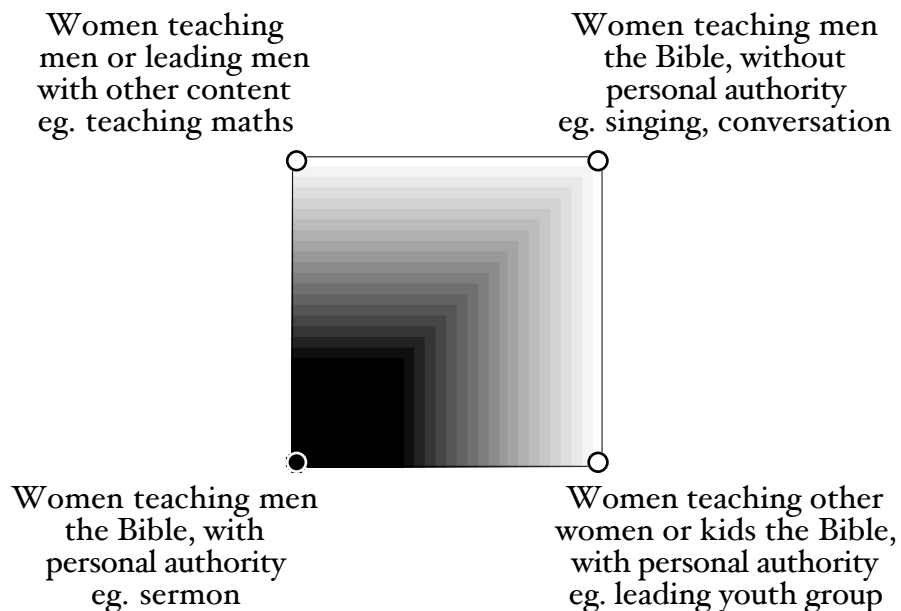 Women teaching
men or leading men
with other content
eg. teaching maths
Women teaching men
the Bible, without
personal authority
eg. singing, conversation
Women teaching men
the Bible, with
personal authority
eg. sermon
Women teaching other
women or kids the Bible,
with personal authority
eg. leading youth group